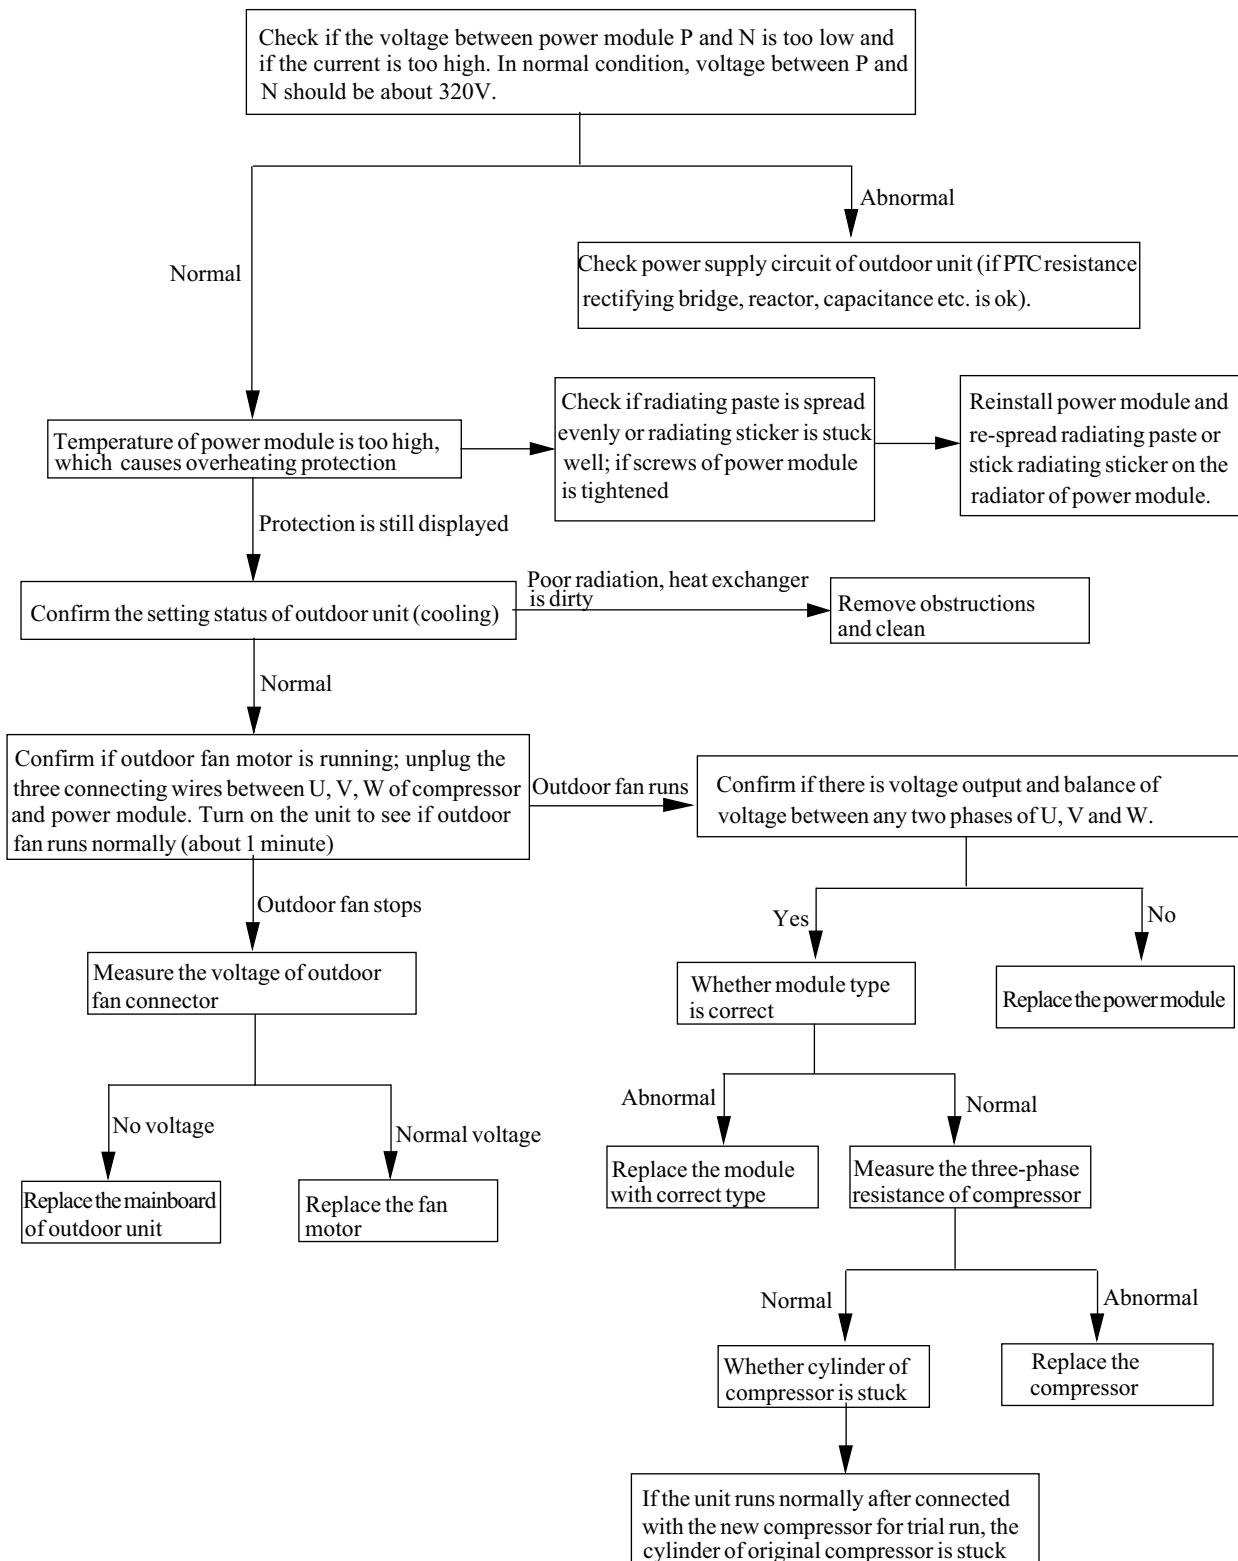 Check if the voltage between power module P and N is too low and
if the current is too high. In normal condition, voltage between P and
N should be about 320V.
Abnormal
Normal
Check power supply circuit of outdoor unit (if PTC resistance
rectifying bridge, reactor, capacitance etc. is ok).
Temperature of power module is too high,
which causes overheating protection
Check if radiating paste is spread
evenly or radiating sticker is stuck
well; if screws of power module
is tightened
Reinstall power module and
re-spread radiating paste or
stick radiating sticker on the
radiator of power module.
Protection is still displayed
Confirm the setting status of outdoor unit (cooling)
Poor radiation, heat exchanger
is dirty
Remove obstructions
and clean
Normal
Confirm if outdoor fan motor is running; unplug the
three connecting wires between U, V, W of compressor
and power module. Turn on the unit to see if outdoor
fan runs normally (about 1 minute)
Outdoor fan runs
Confirm if there is voltage output and balance of
voltage between any two phases of U, V and W.
Outdoor fan stops
Yes
No
Measure the voltage of outdoor
fan connector
Whether module type
is correct
Replace the power module
No voltage
Normal voltage
Abnormal
Normal
Replace the mainboard
of outdoor unit
Replace the fan
motor
Replace the module
with correct type
Measure the three-phase
resistance of compressor
Normal
Abnormal
Whether cylinder of
compressor is stuck
Replace the
compressor
If the unit runs normally after connected
with the new compressor for trial run, the
cylinder of original compressor is stuck